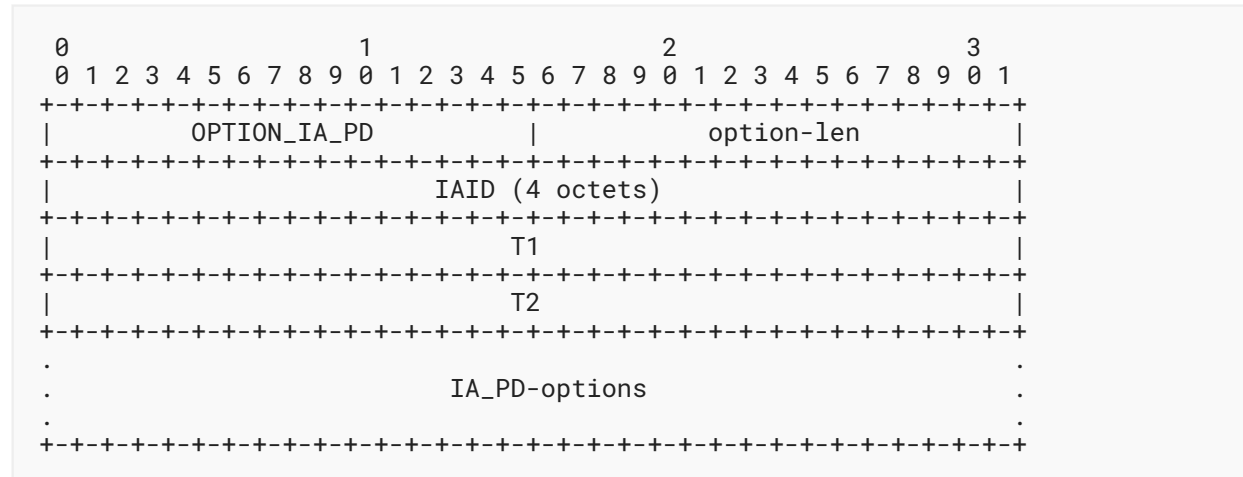 0                   1                   2                   3
 0 1 2 3 4 5 6 7 8 9 0 1 2 3 4 5 6 7 8 9 0 1 2 3 4 5 6 7 8 9 0 1
+-+-+-+-+-+-+-+-+-+-+-+-+-+-+-+-+-+-+-+-+-+-+-+-+-+-+-+-+-+-+-+-+
|         OPTION_IA_PD          |           option-len          |
+-+-+-+-+-+-+-+-+-+-+-+-+-+-+-+-+-+-+-+-+-+-+-+-+-+-+-+-+-+-+-+-+
|                         IAID (4 octets)                       |
+-+-+-+-+-+-+-+-+-+-+-+-+-+-+-+-+-+-+-+-+-+-+-+-+-+-+-+-+-+-+-+-+
|                              T1                               |
+-+-+-+-+-+-+-+-+-+-+-+-+-+-+-+-+-+-+-+-+-+-+-+-+-+-+-+-+-+-+-+-+
|                              T2                               |
+-+-+-+-+-+-+-+-+-+-+-+-+-+-+-+-+-+-+-+-+-+-+-+-+-+-+-+-+-+-+-+-+
.                                                               .
.                          IA_PD-options                        .
.                                                               .
+-+-+-+-+-+-+-+-+-+-+-+-+-+-+-+-+-+-+-+-+-+-+-+-+-+-+-+-+-+-+-+-+